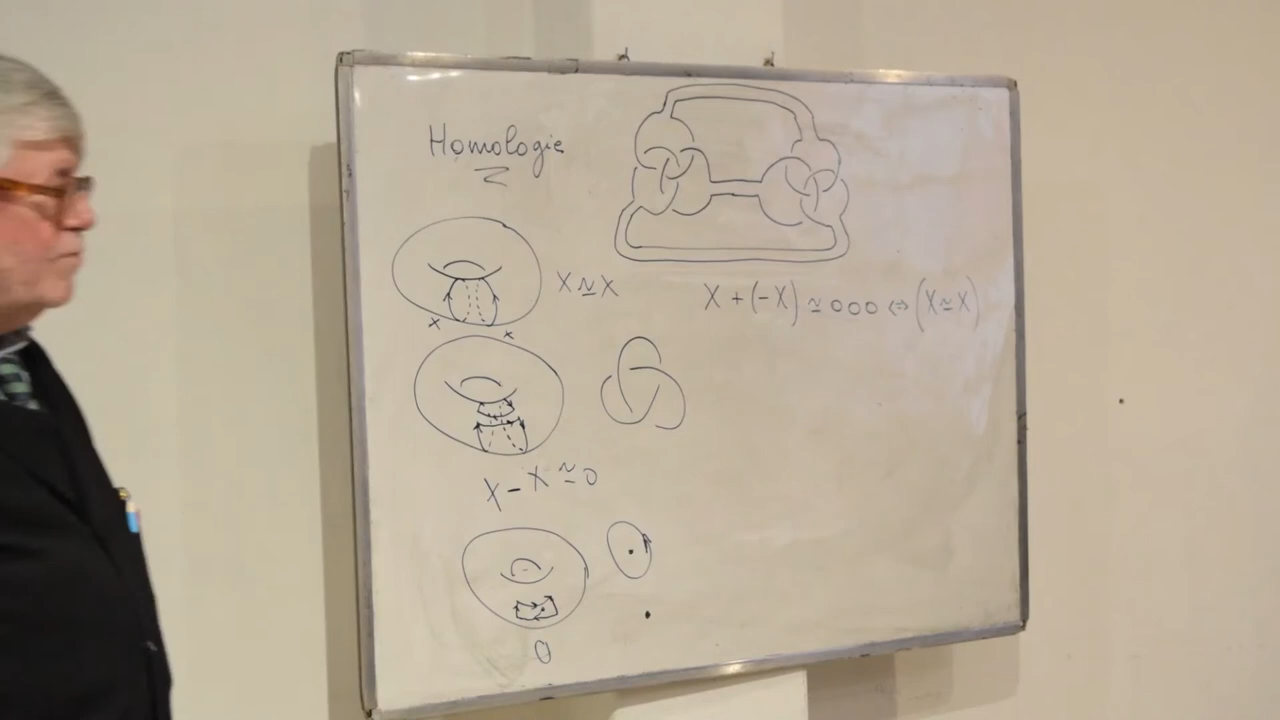 Homologie
X ≃ X
X + (-X) ≃ 000 ⇔ (X ≃ X)
x x
X - X ≃ 0
0